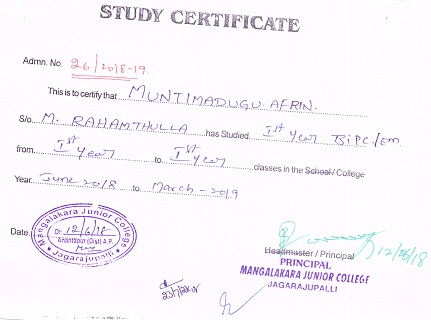 STUDY CERTIFICATE
Admn. No. 26/2018-19.
This is to certify that MUNTIMADUGU. AFRIN.
S/o M. RAHAMTHULLA has Studied Ist year BiPC/EM.
from Ist year to Ist year classes in the School / College
Year June 2018 to March - 2019
Date Mangalakara Junior College
Dt: 12/6/18
Anantapur (Dist) A.P.
Jagarajupalli
12/06/18
Headmaster / Principal
PRINCIPAL
MANGALAKARA JUNIOR COLLEGE
JAGARAJUPALLI